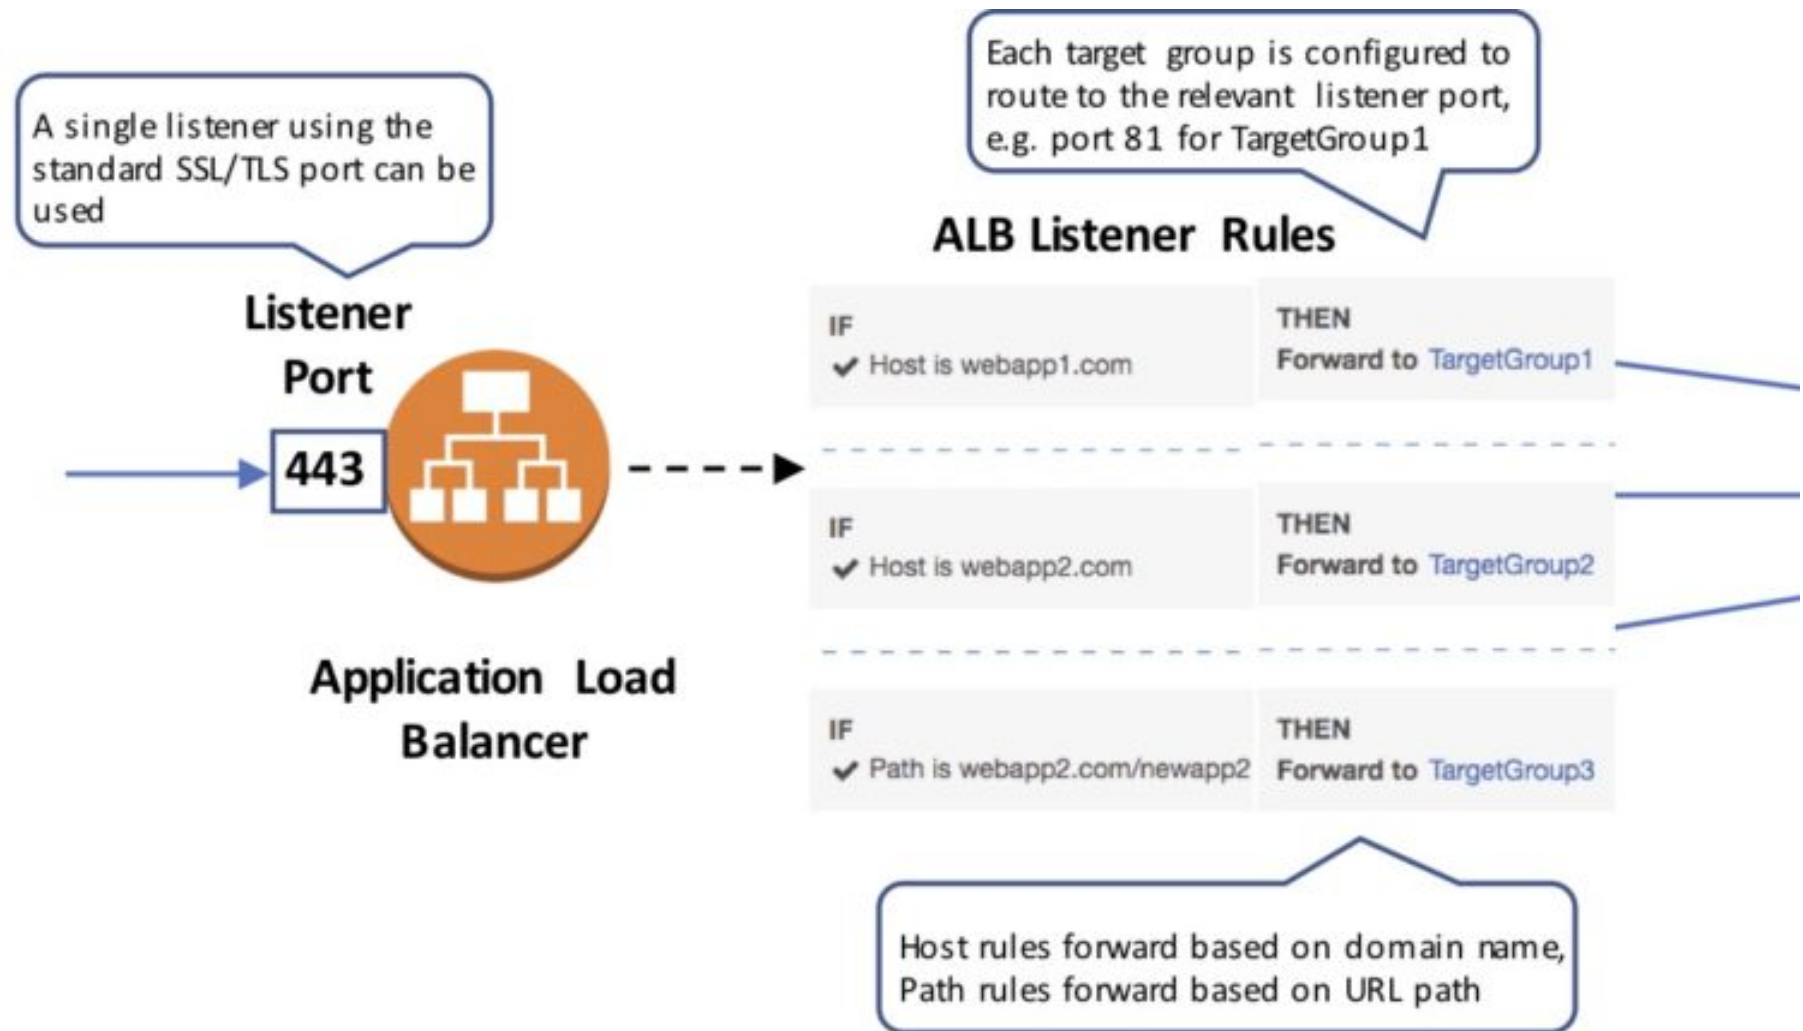 A single listener using the
standard SSL/TLS port can be
used
Each target group is configured to
route to the relevant listener port,
e.g. port 81 for TargetGroup1
Listener
Port
443
Application Load
Balancer
ALB Listener Rules
IF
✔ Host is webapp1.com
THEN
Forward to TargetGroup1
IF
✔ Host is webapp2.com
THEN
Forward to TargetGroup2
IF
✔ Path is webapp2.com/newapp2
THEN
Forward to TargetGroup3
Host rules forward based on domain name,
Path rules forward based on URL path